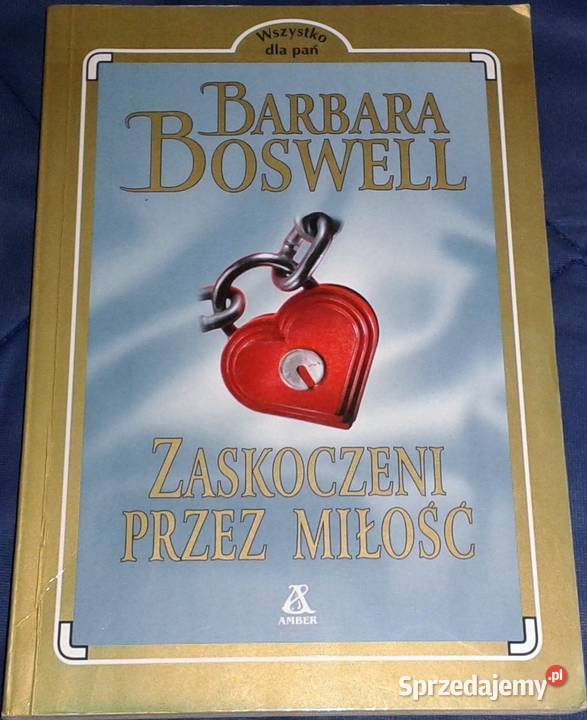 Wszystko
dla pań
BARBARA
BOSWELL
ZASKOCZENI
PRZEZ MIŁOŚĆ
AMBER
Sprzedajemy.pl